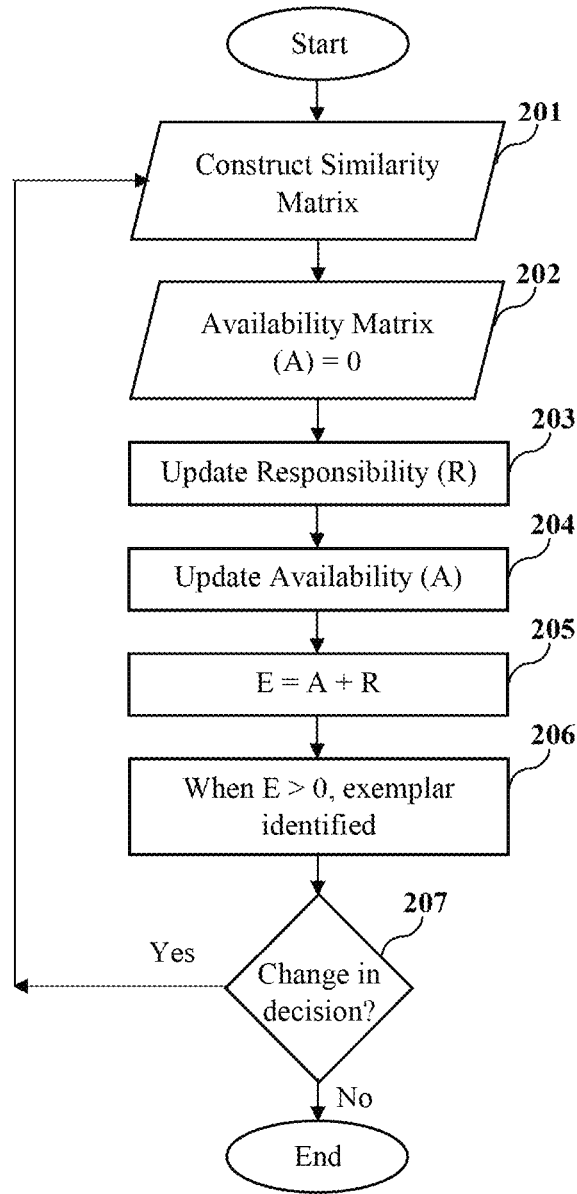 Start
201
Construct Similarity
Matrix
202
Availability Matrix
(A) = 0
203
Update Responsibility (R)
204
Update Availability (A)
205
E = A + R
206
When E > 0, exemplar
identified
207
Yes
Change in
decision?
No
End